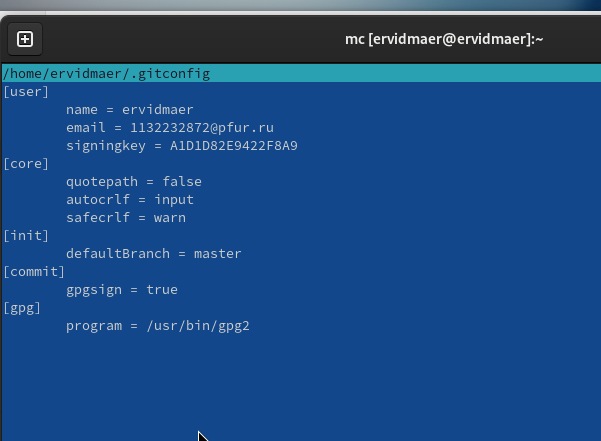 mc [ervidmaer@ervidmaer]:~
/home/ervidmaer/.gitconfig
[user]
name = ervidmaer
email = 1132232872@pfur.ru
signingkey = A1D1D82E9422F8A9
[core]
quotepath = false
autocrlf = input
safecrlf = warn
[init]
defaultBranch = master
[commit]
gpgsign = true
[gpg]
program = /usr/bin/gpg2